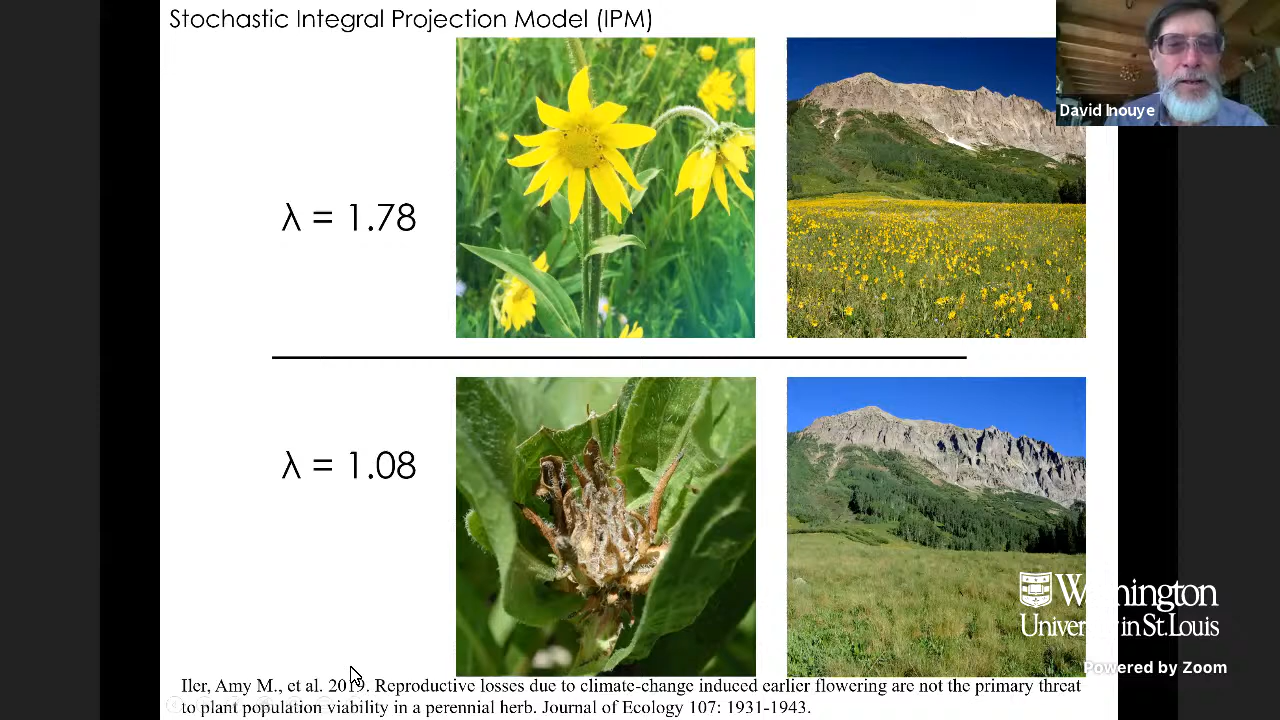 Stochastic Integral Projection Model (IPM)
David Inouye
λ = 1.78
λ = 1.08
Washington
University in St. Louis
Powered by Zoom
Iler, Amy M., et al. 2019. Reproductive losses due to climate-change induced earlier flowering are not the primary threat
to plant population viability in a perennial herb. Journal of Ecology 107: 1931-1943.